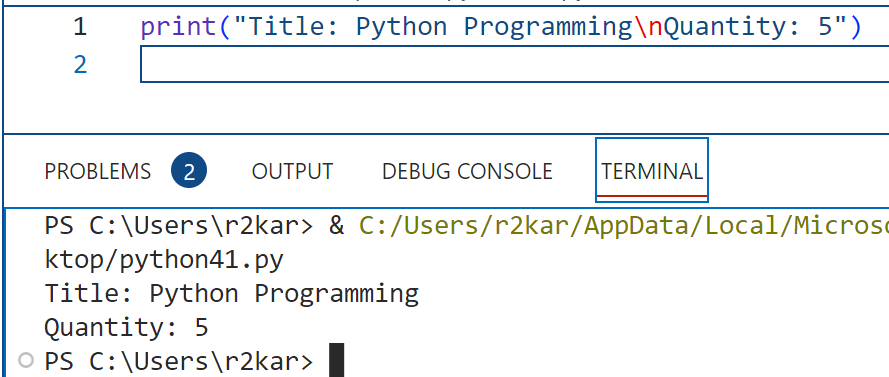 1 print("Title: Python Programming\nQuantity: 5")
2
PROBLEMS 2 OUTPUT DEBUG CONSOLE TERMINAL
PS C:\Users\r2kar> & C:/Users/r2kar/AppData/Local/Microso
ktop/python41.py
Title: Python Programming
Quantity: 5
PS C:\Users\r2kar>